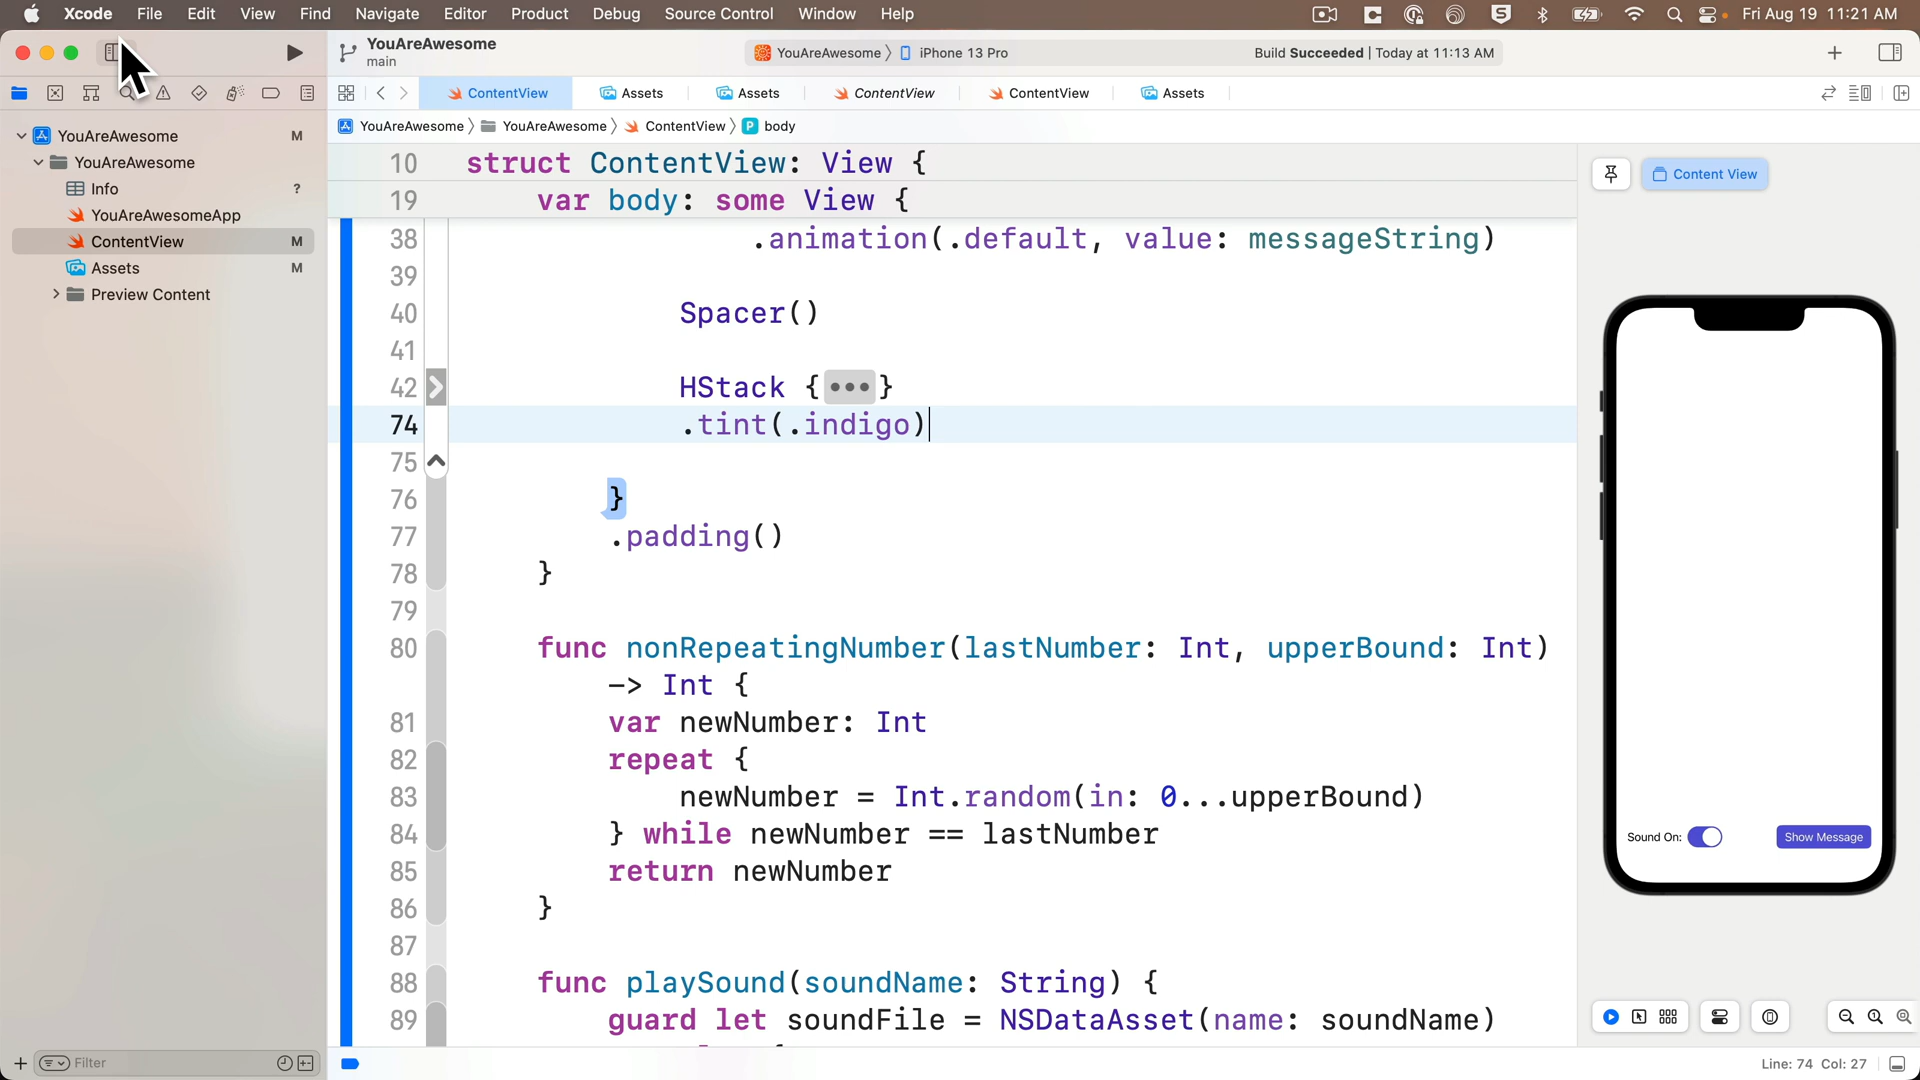 Xcode File Edit View Find Navigate Editor Product Debug Source Control Window Help Fri Aug 19 11:21 AM
YouAreAwesome
main
YouAreAwesome 〉 iPhone 13 Pro
Build Succeeded | Today at 11:13 AM
ContentView Assets Assets ContentView ContentView Assets
YouAreAwesome 〉 YouAreAwesome 〉 ContentView 〉 P body
YouAreAwesome M
YouAreAwesome
Info ?
YouAreAwesomeApp
ContentView M
Assets M
Preview Content
10 struct ContentView: View {
19 var body: some View {
38 .animation(.default, value: messageString)
39
40 Spacer()
41
42 HStack {•••}
74 .tint(.indigo)
75
76 }
77 .padding()
78 }
79
80 func nonRepeatingNumber(lastNumber: Int, upperBound: Int)
-> Int {
81 var newNumber: Int
82 repeat {
83 newNumber = Int.random(in: 0...upperBound)
84 } while newNumber == lastNumber
85 return newNumber
86 }
87
88 func playSound(soundName: String) {
89 guard let soundFile = NSDataAsset(name: soundName)
Content View
Sound On: Show Message
Filter
Line: 74 Col: 27